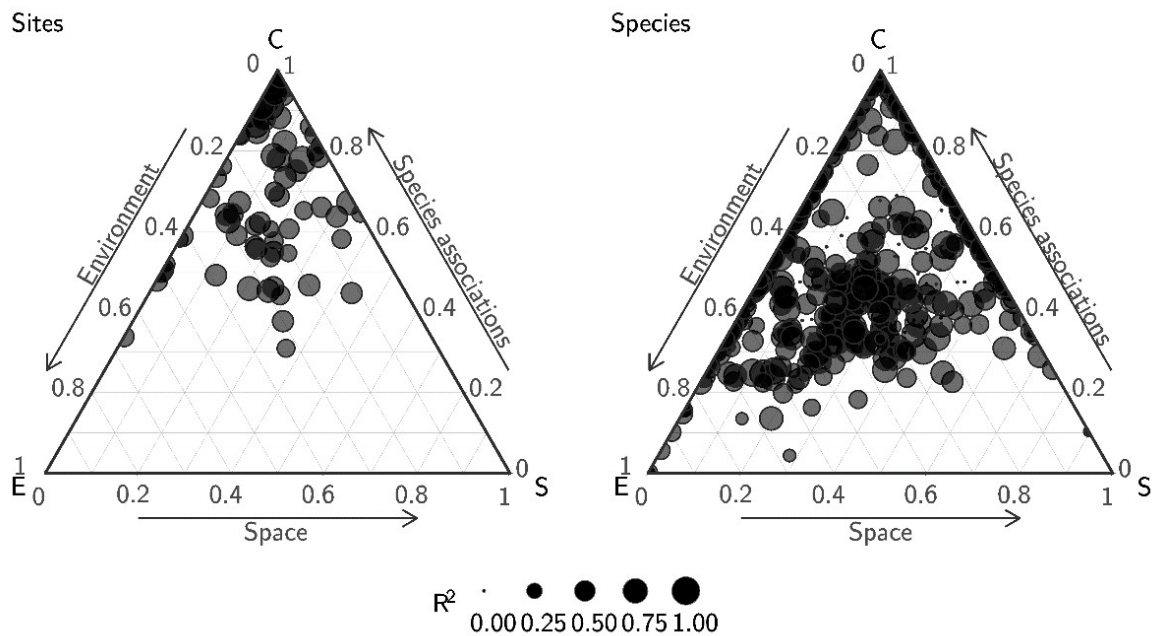 Sites
Species
C
C
0 1
0 1
0.2 0.8
0.2 0.8
Environment
Species associations
Environment
Species associations
0.4 0.6
0.4 0.6
0.6 0.4
0.6 0.4
0.8 0.2
0.8 0.2
1 0
1 0
E S
E S
0 0.2 0.4 0.6 0.8 1
0 0.2 0.4 0.6 0.8 1
Space
Space
R²
0.00 0.25 0.50 0.75 1.00